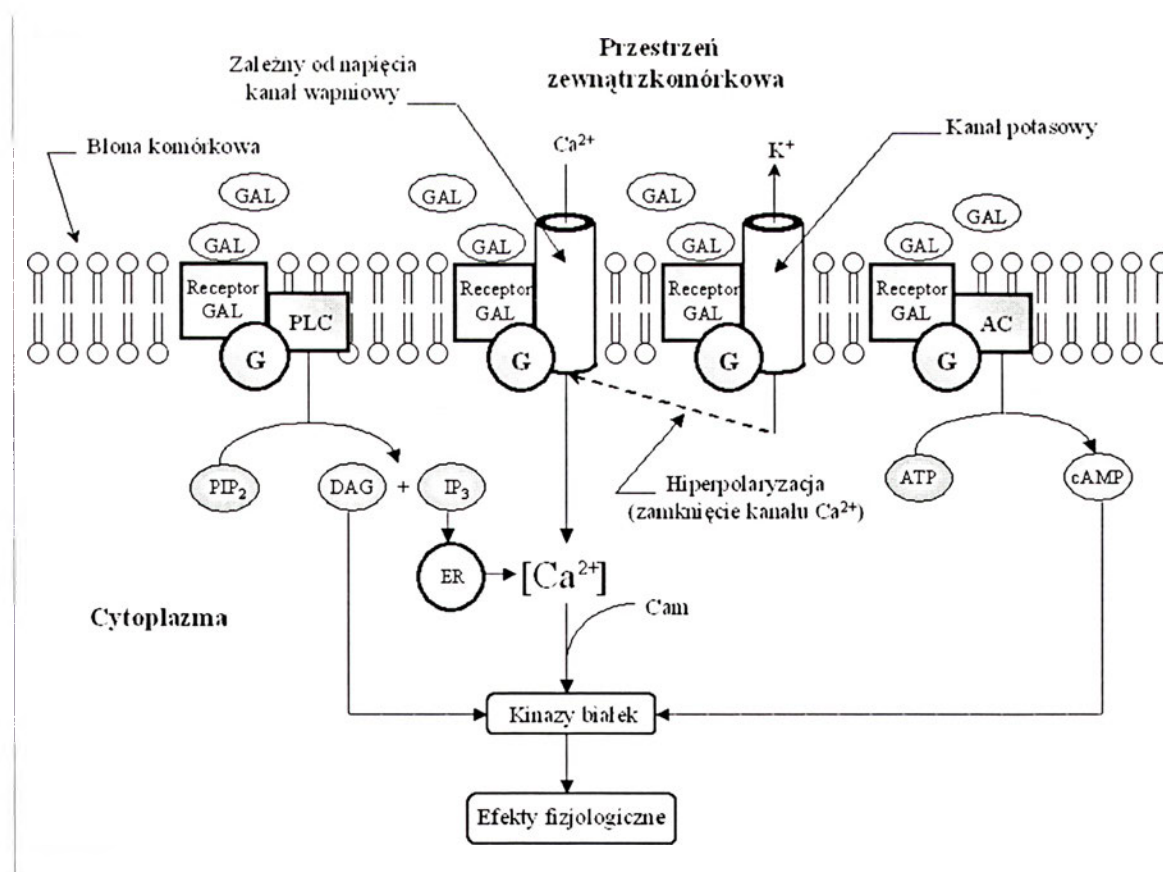 Przestrzeń
zewnątrzkomórkowa
Zależny od napięcia
kanał wapniowy
Kanał potasowy
Błona komórkowa
Ca²⁺
K⁺
GAL
GAL
GAL
GAL
GAL
GAL
GAL
GAL
Receptor
GAL
PLC
G
Receptor
GAL
G
Receptor
GAL
G
Receptor
GAL
AC
G
PIP₂
DAG
+
IP₃
Hiperpolaryzacja
(zamknięcie kanału Ca²⁺)
ATP
cAMP
ER
[Ca²⁺]
Cytoplazma
Cam
Kinazy białek
Efekty fizjologiczne